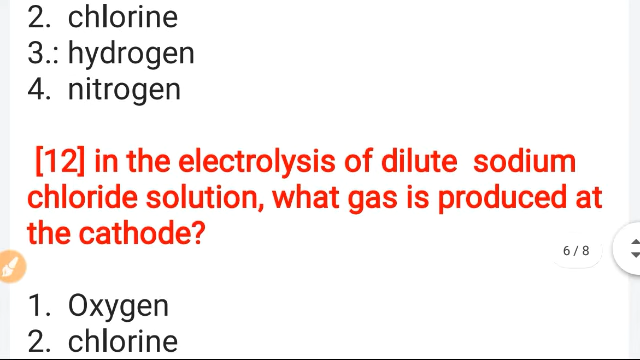 2. chlorine
3.: hydrogen
4. nitrogen
[12] in the electrolysis of dilute sodium
chloride solution, what gas is produced at
the cathode?
6 / 8
1. Oxygen
2. chlorine